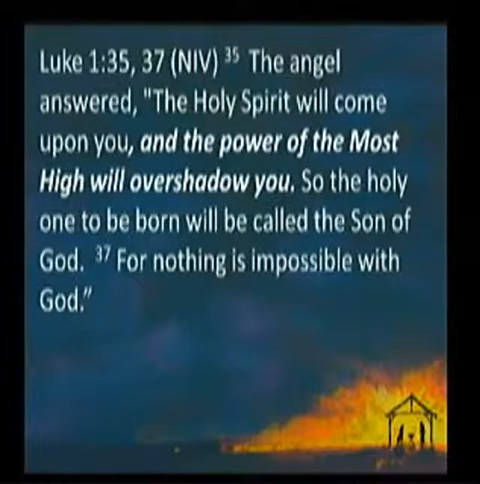 Luke 1:35, 37 (NIV) 35 The angel
answered, "The Holy Spirit will come
upon you, and the power of the Most
High will overshadow you. So the holy
one to be born will be called the Son of
God. 37 For nothing is impossible with
God.”